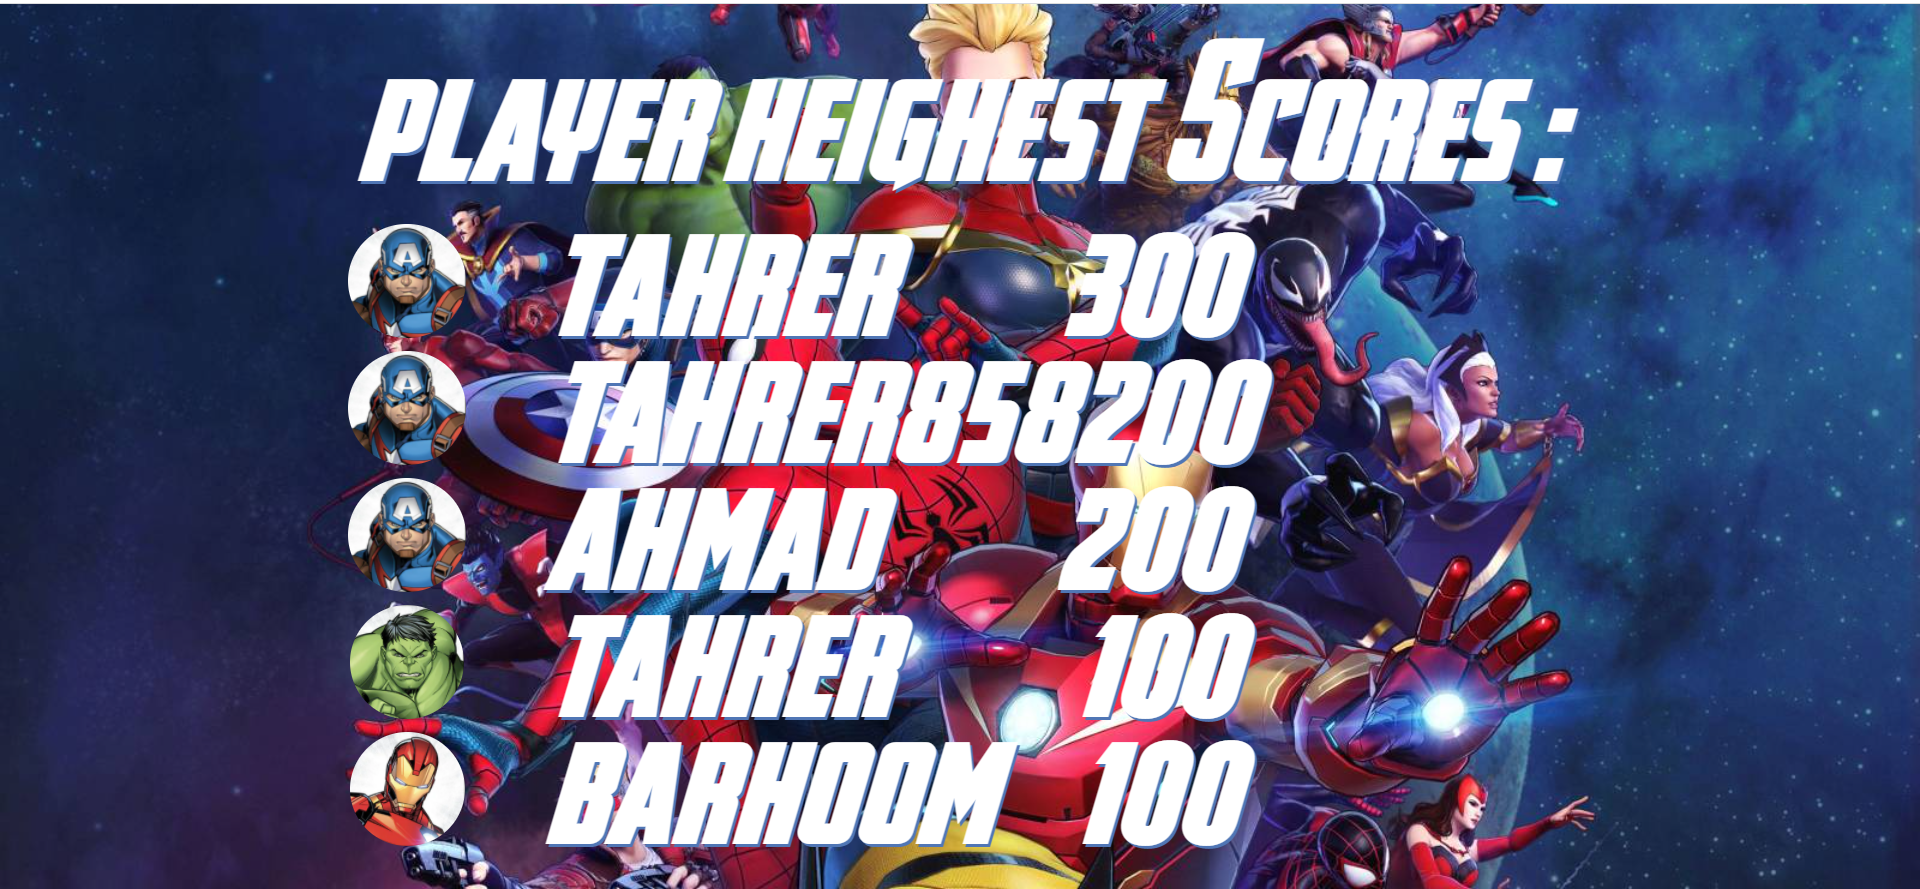 PLAYER HEIGHEST SCORES :
TAHRER 300
TAHRER858200
AHMAD 200
TAHRER 100
BARHOOM 100